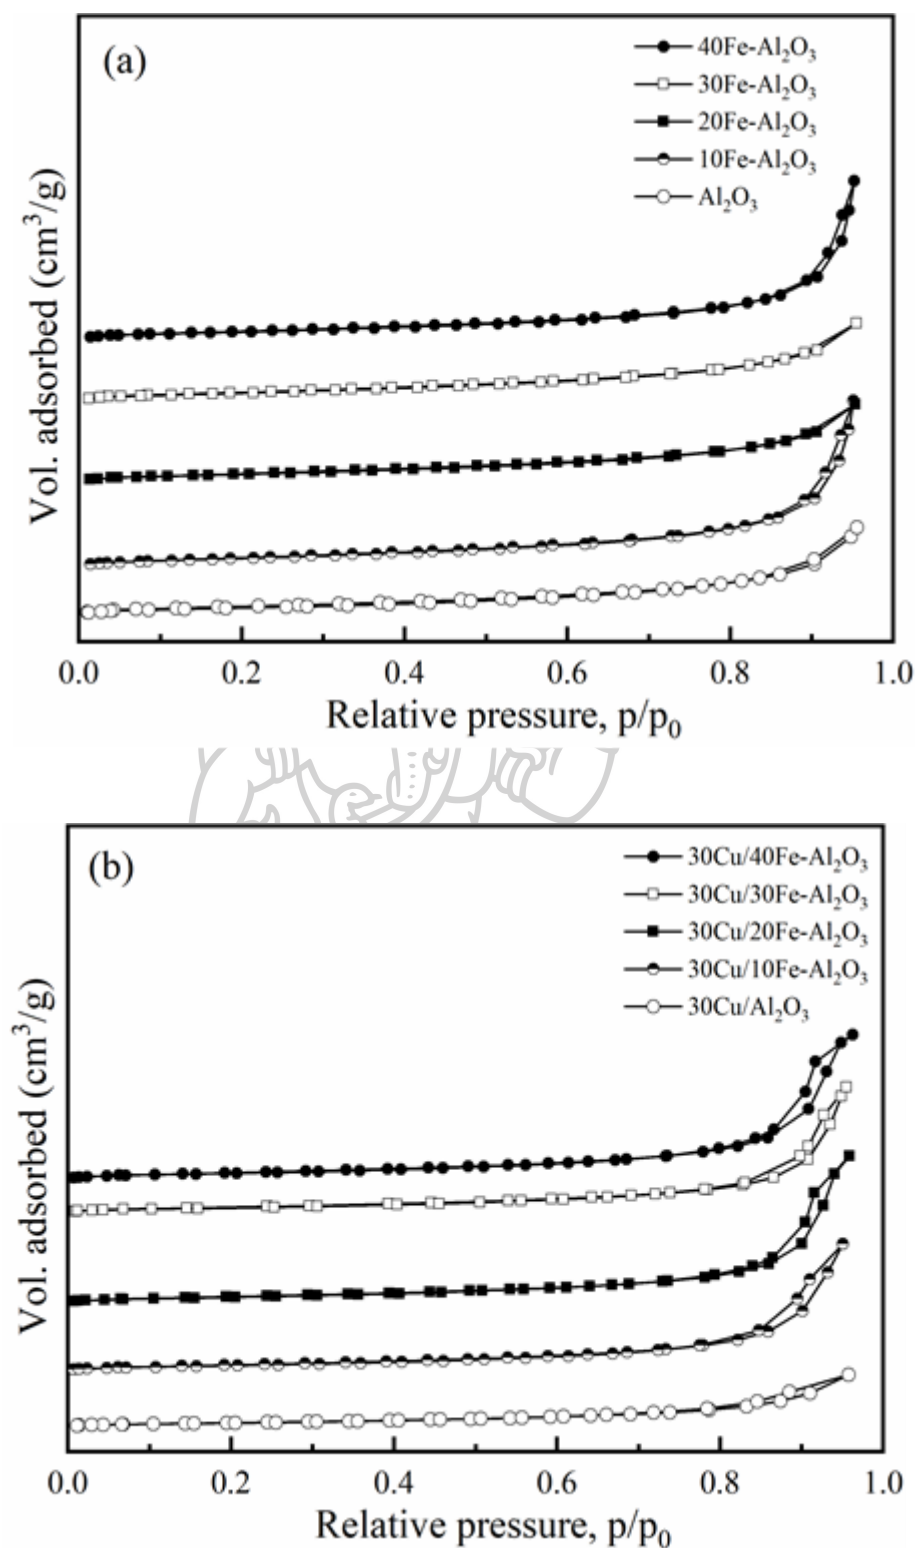 (a)
40Fe-Al₂O₃
30Fe-Al₂O₃
20Fe-Al₂O₃
10Fe-Al₂O₃
Al₂O₃
Vol. adsorbed (cm³/g)
0.0 0.2 0.4 0.6 0.8 1.0
Relative pressure, p/p₀
(b)
30Cu/40Fe-Al₂O₃
30Cu/30Fe-Al₂O₃
30Cu/20Fe-Al₂O₃
30Cu/10Fe-Al₂O₃
30Cu/Al₂O₃
Vol. adsorbed (cm³/g)
0.0 0.2 0.4 0.6 0.8 1.0
Relative pressure, p/p₀